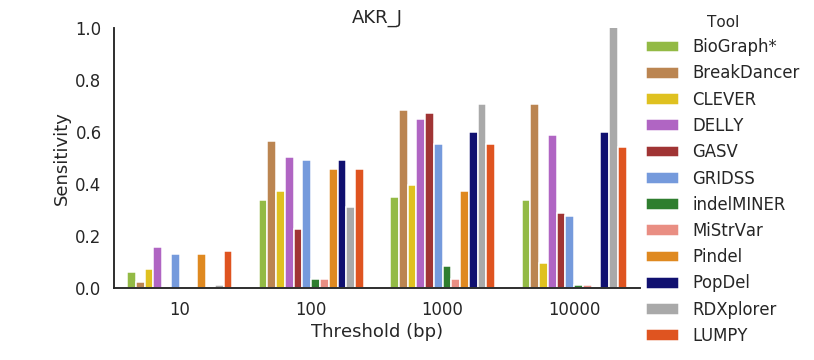 AKR_J
Tool
BioGraph*
BreakDancer
CLEVER
DELLY
GASV
GRIDSS
indelMINER
MiStrVar
Pindel
PopDel
RDXplorer
LUMPY
Sensitivity
1.0
0.8
0.6
0.4
0.2
0.0
10 100 1000 10000
Threshold (bp)